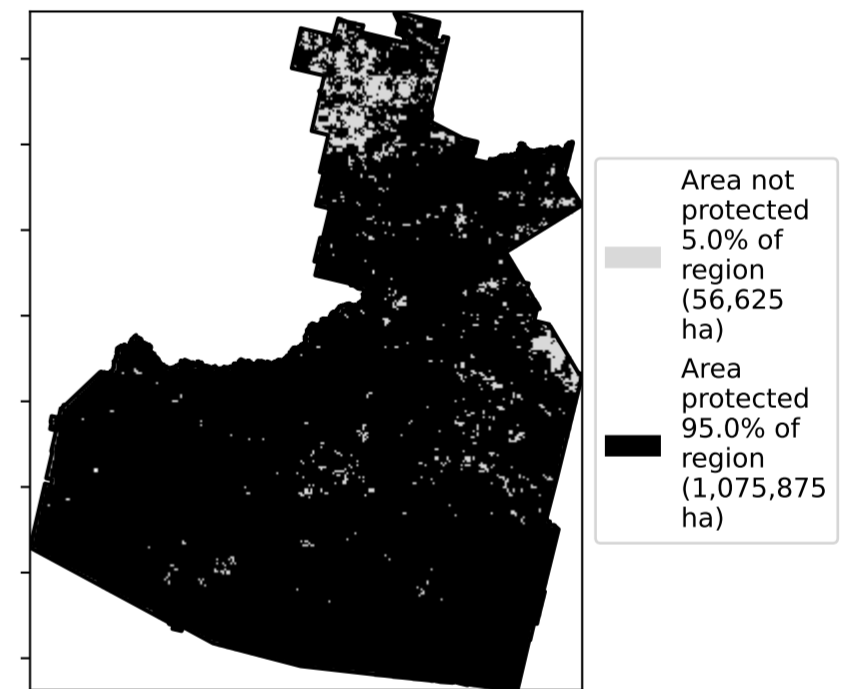 Area not
protected
5.0% of
region
(56,625
ha)
Area
protected
95.0% of
region
(1,075,875
ha)